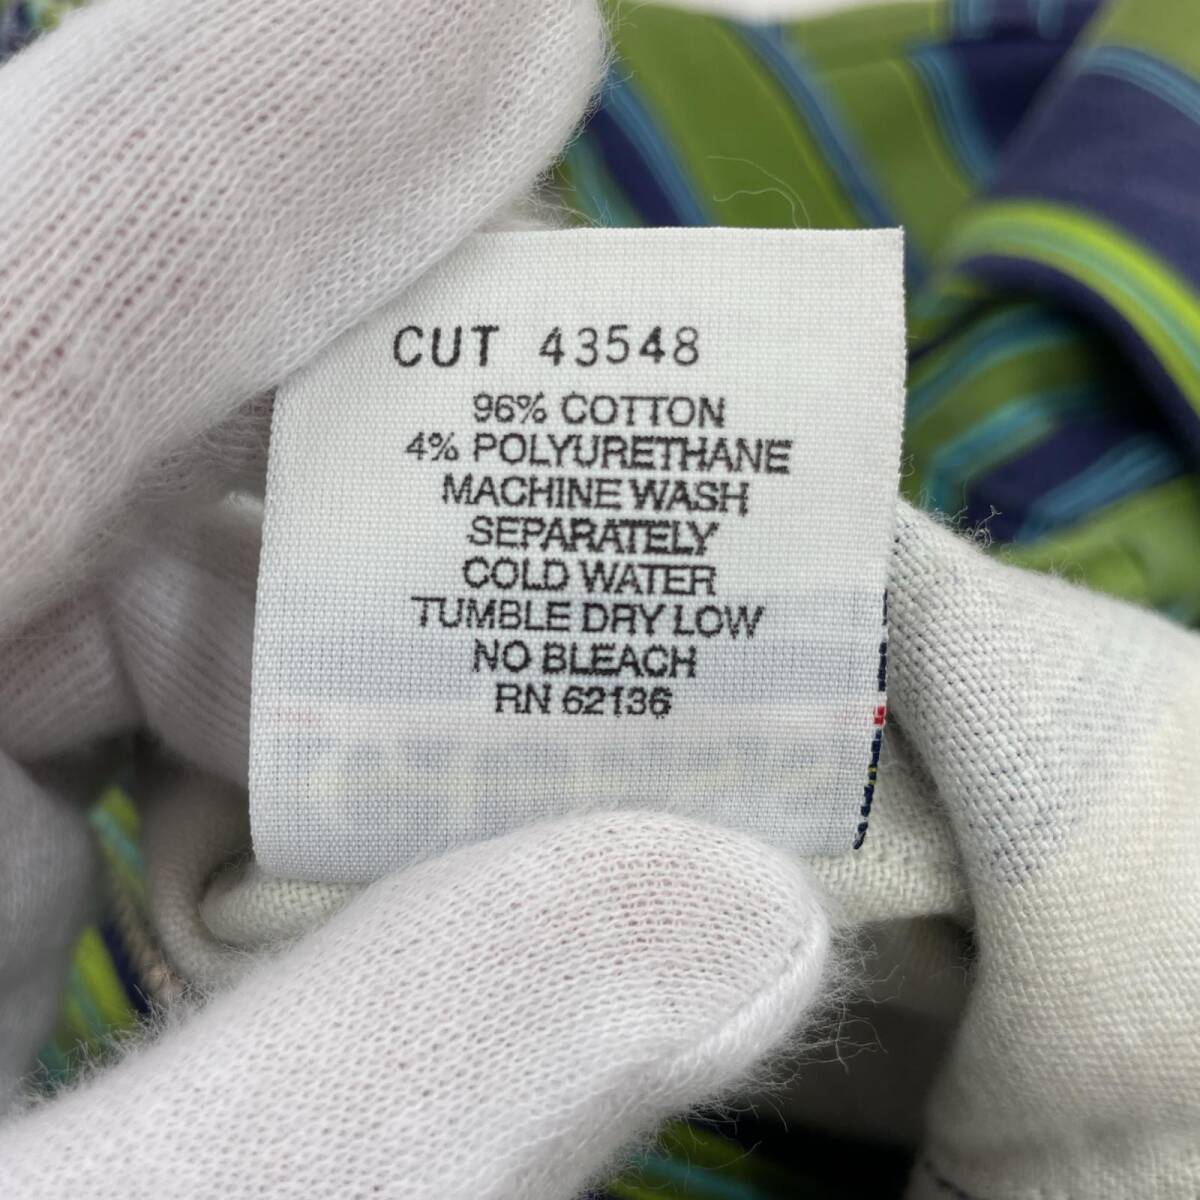 CUT 43548
96% COTTON
4% POLYURETHANE
MACHINE WASH
SEPARATELY
COLD WATER
TUMBLE DRY LOW
NO BLEACH
RN 62136